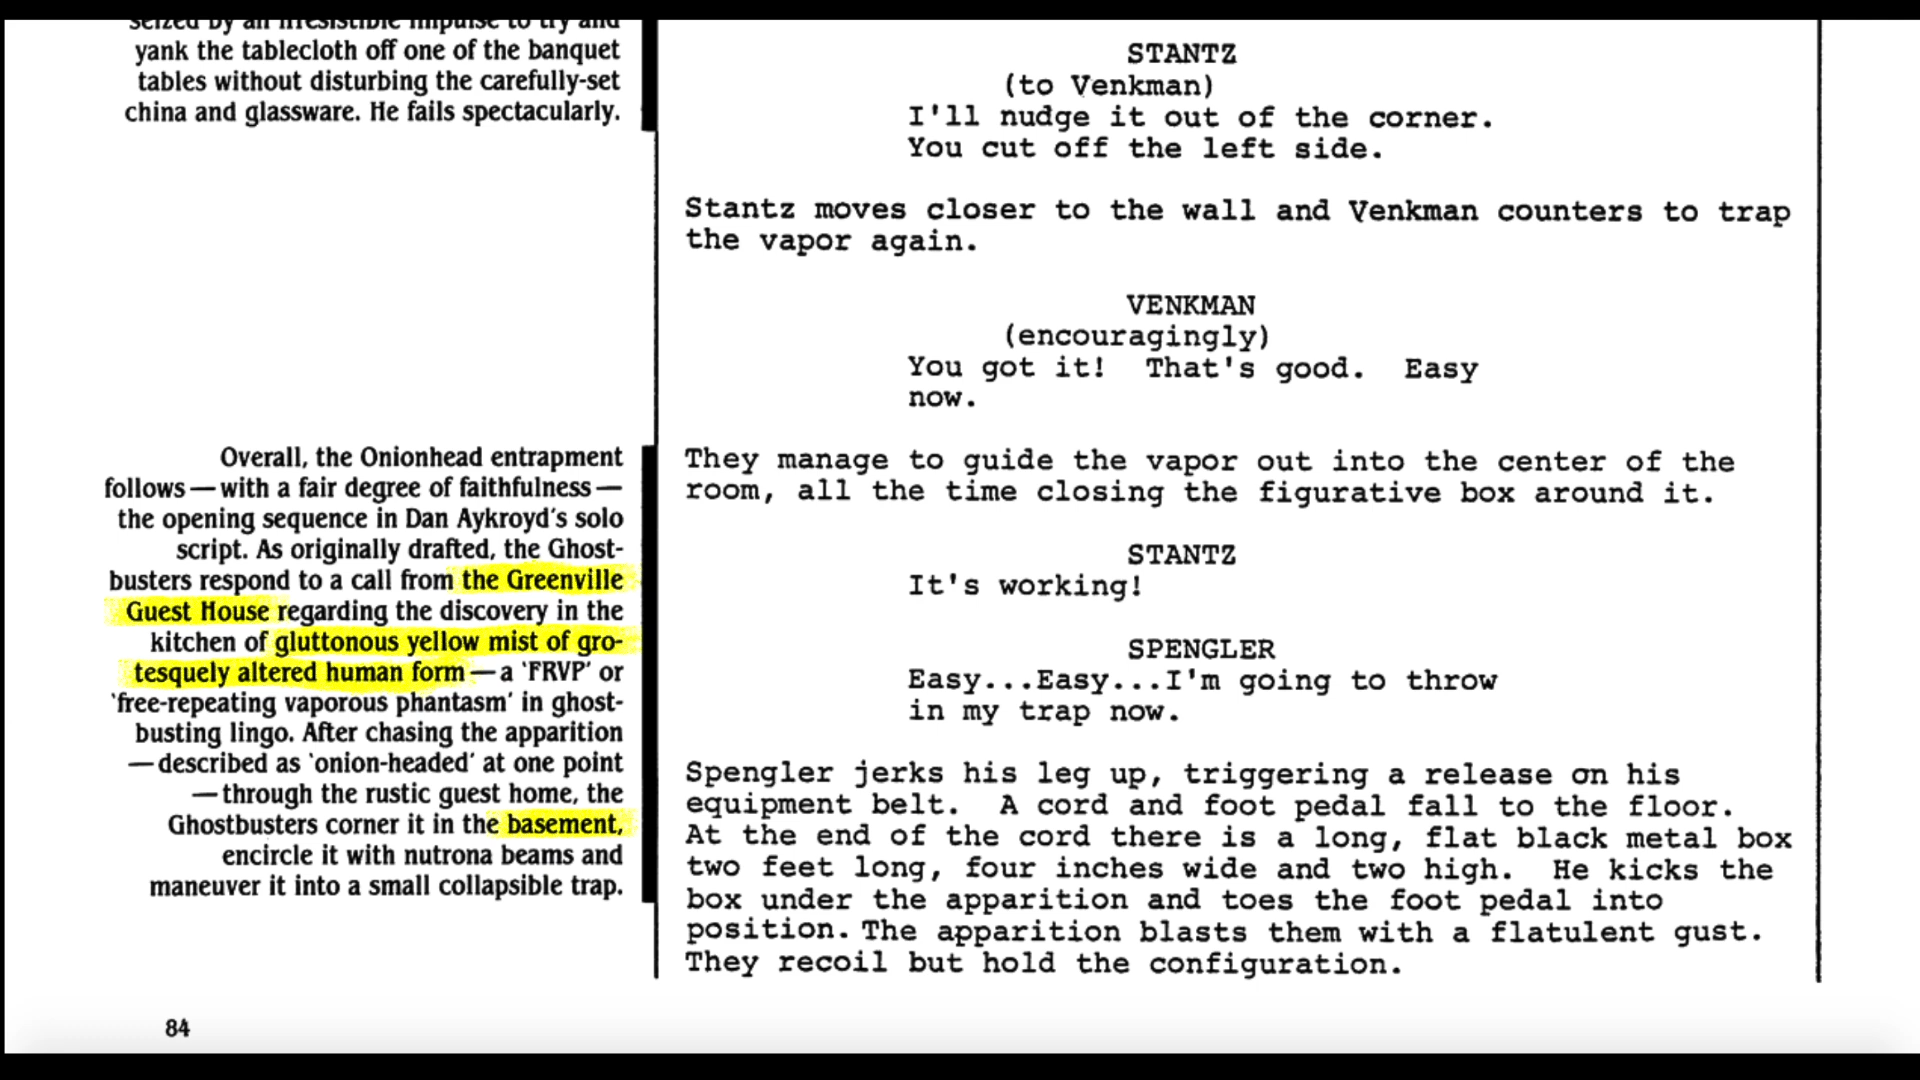 seized by an irresistible impulse to try and
yank the tablecloth off one of the banquet
tables without disturbing the carefully-set
china and glassware. He fails spectacularly.
Overall, the Onionhead entrapment
follows—with a fair degree of faithfulness—
the opening sequence in Dan Aykroyd's solo
script. As originally drafted, the Ghost-
busters respond to a call from the Greenville
Guest House regarding the discovery in the
kitchen of gluttonous yellow mist of gro-
tesquely altered human form—a 'FRVP' or
'free-repeating vaporous phantasm' in ghost-
busting lingo. After chasing the apparition
—described as 'onion-headed' at one point
—through the rustic guest home, the
Ghostbusters corner it in the basement,
encircle it with nutrona beams and
maneuver it into a small collapsible trap.
84
STANTZ
(to Venkman)
I'll nudge it out of the corner.
You cut off the left side.
Stantz moves closer to the wall and Venkman counters to trap
the vapor again.
VENKMAN
(encouragingly)
You got it!  That's good.  Easy
now.
They manage to guide the vapor out into the center of the
room, all the time closing the figurative box around it.
STANTZ
It's working!
SPENGLER
Easy...Easy...I'm going to throw
in my trap now.
Spengler jerks his leg up, triggering a release on his
equipment belt.  A cord and foot pedal fall to the floor.
At the end of the cord there is a long, flat black metal box
two feet long, four inches wide and two high.  He kicks the
box under the apparition and toes the foot pedal into
position. The apparition blasts them with a flatulent gust.
They recoil but hold the configuration.